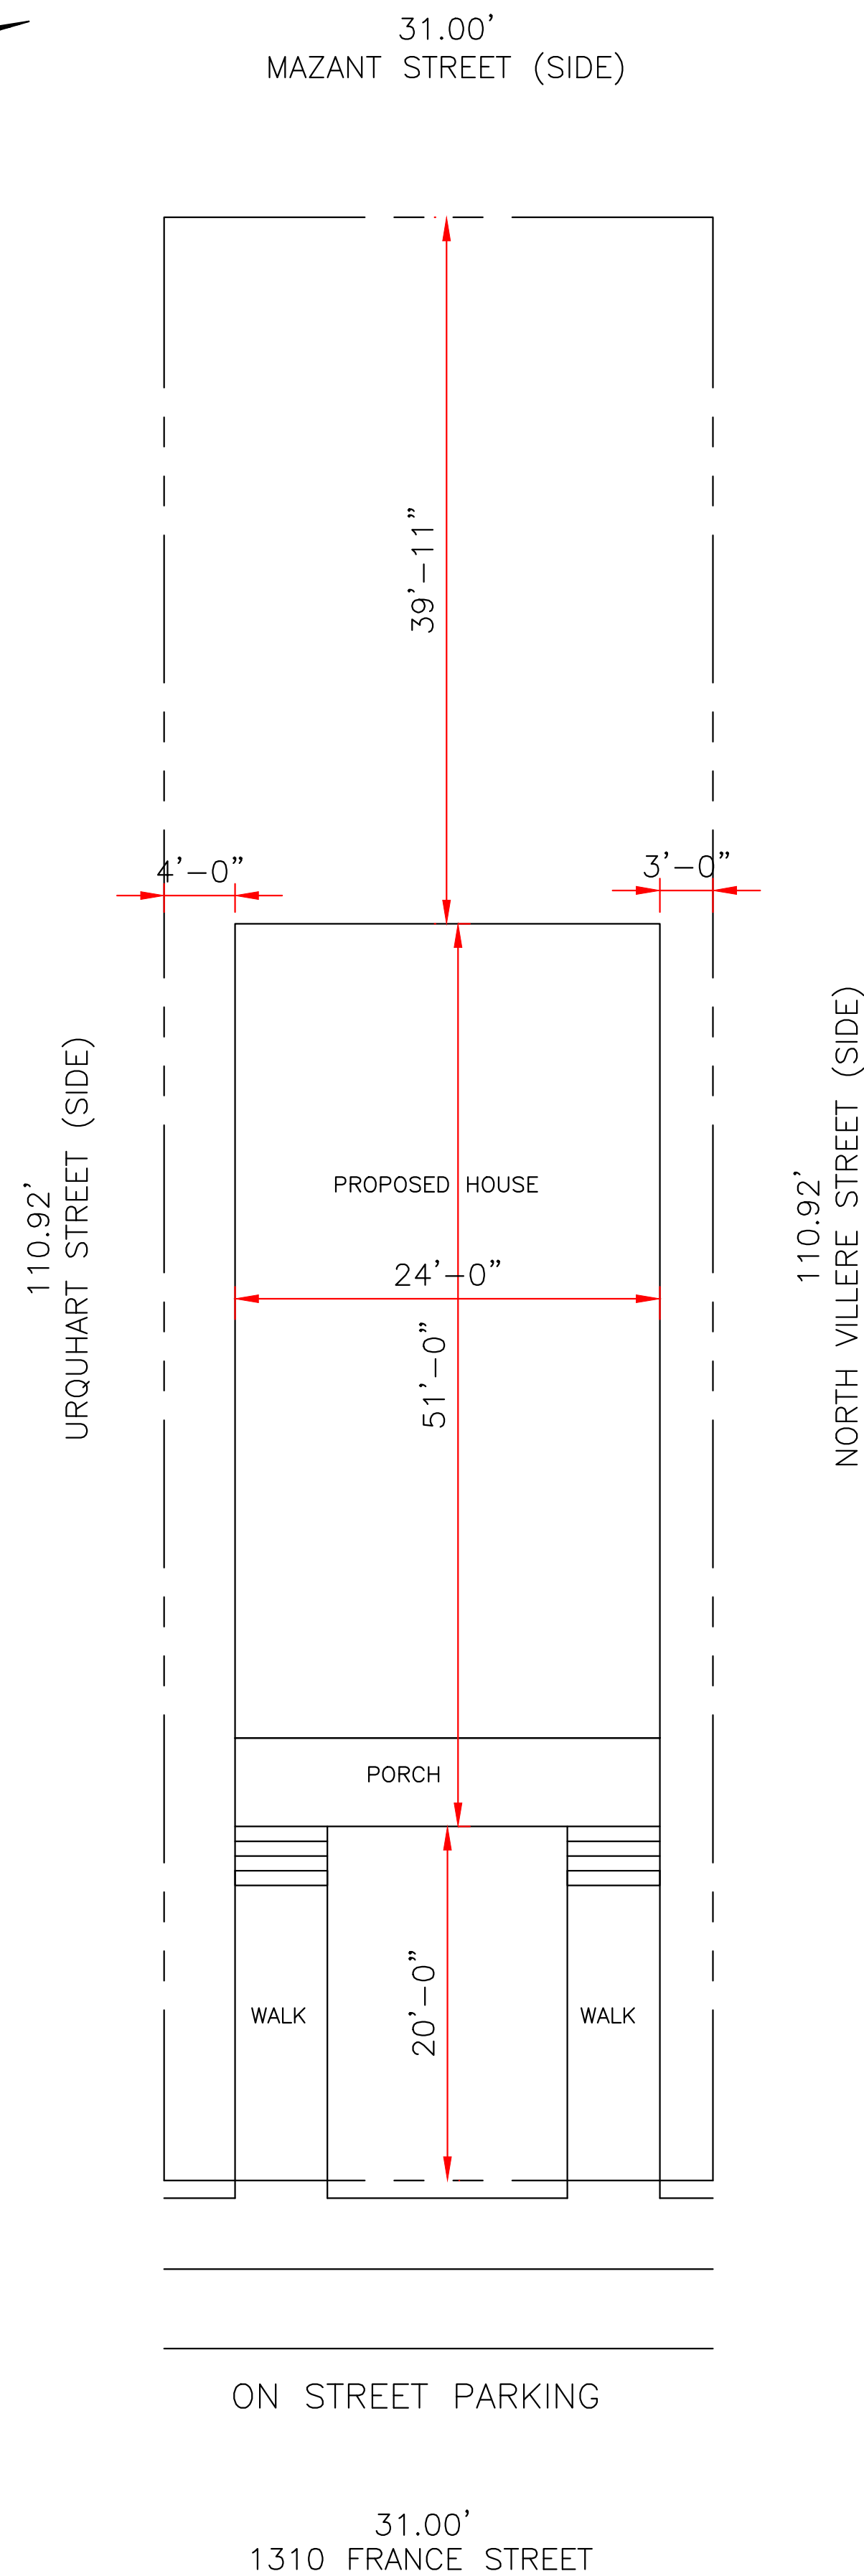 31.00'
MAZANT STREET (SIDE)
39'-11"
4'-0"
3'-0"
110.92'
URQUHART STREET (SIDE)
110.92'
NORTH VILLERE STREET (SIDE)
PROPOSED HOUSE
24'-0"
51'-0"
PORCH
20'-0"
WALK
WALK
ON STREET PARKING
31.00'
1310 FRANCE STREET